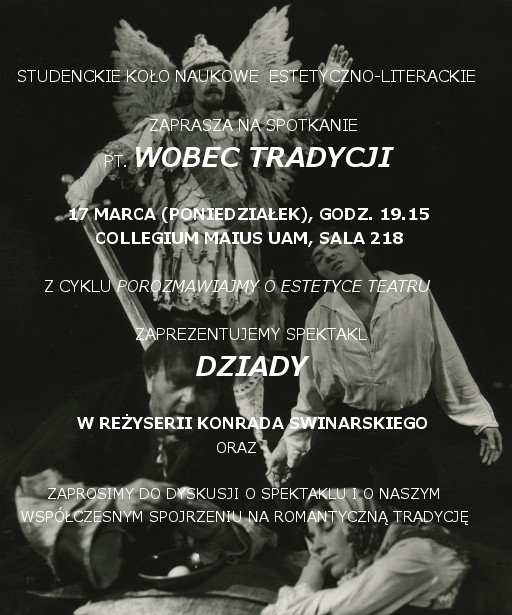 STUDENCKIE KOŁO NAUKOWE ESTETYCZNO-LITERACKIE
ZAPRASZA NA SPOTKANIE
PT. WOBEC TRADYCJI
17 MARCA (PONIEDZIAŁEK), GODZ. 19.15
COLLEGIUM MAIUS UAM, SALA 218
Z CYKLU POROZMAWIAJMY O ESTETYCE TEATRU
ZAPREZENTUJEMY SPEKTAKL
DZIADY
W REŻYSERII KONRADA SWINARSKIEGO
ORAZ
ZAPROSIMY DO DYSKUSJI O SPEKTAKLU I O NASZYM
WSPÓŁCZESNYM SPOJRZENIU NA ROMANTYCZNĄ TRADYCJĘ